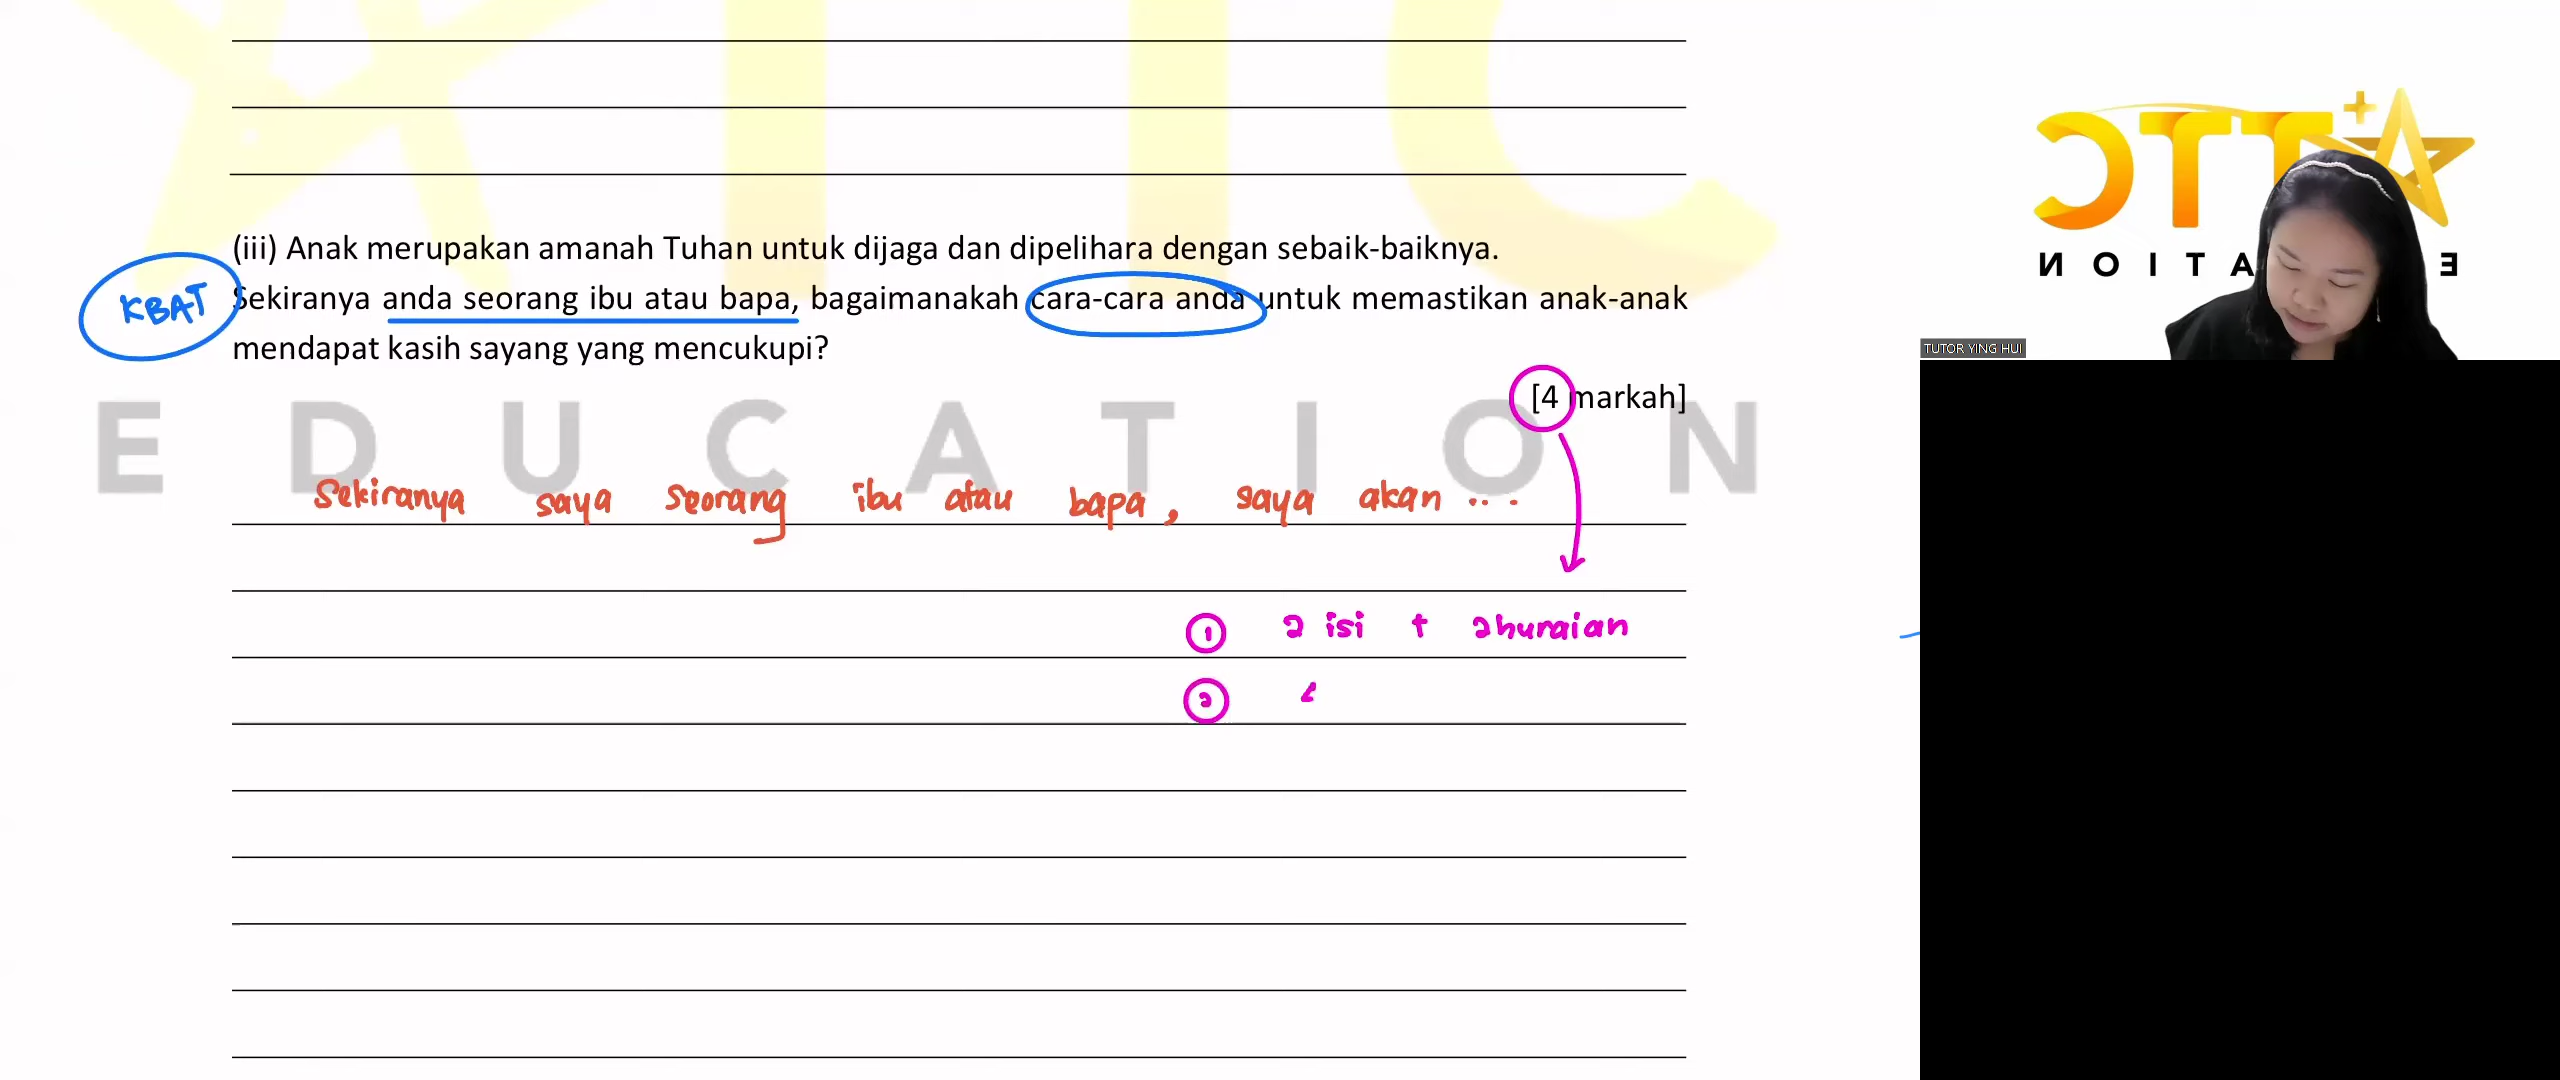 (iii) Anak merupakan amanah Tuhan untuk dijaga dan dipelihara dengan sebaik-baiknya.
KBAT Sekiranya anda seorang ibu atau bapa, bagaimanakah cara-cara anda untuk memastikan anak-anak
mendapat kasih sayang yang mencukupi?
[4 markah]
EDUCATION
Sekiranya saya seorang ibu atau bapa, saya akan ...
① 2 isi + 2huraian
②
TTC
TUTOR YING HUI